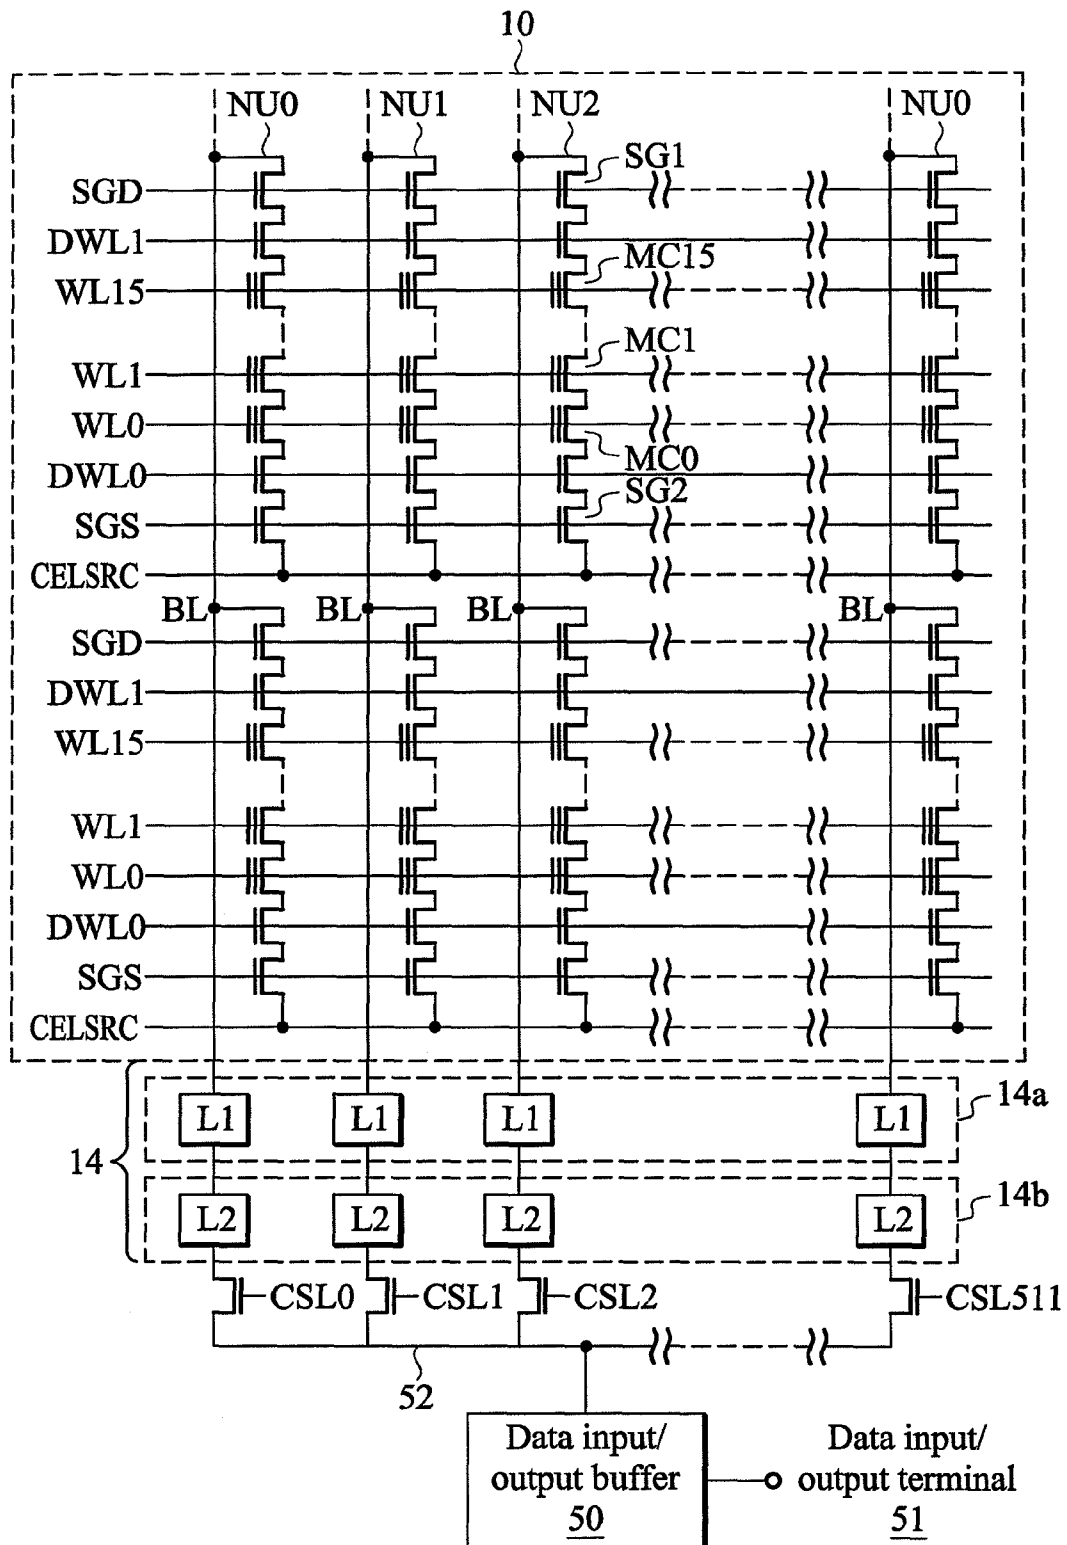 10
NU0 NU1 NU2 NU0
SG1
SGD
DWL1
MC15
WL15
MC1
WL1
WL0
MC0
DWL0
SG2
SGS
CELSRC
BL BL BL BL
SGD
DWL1
WL15
WL1
WL0
DWL0
SGS
CELSRC
14a
L1 L1 L1 L1
14
14b
L2 L2 L2 L2
CSL0 CSL1 CSL2 CSL511
52
Data input/
output buffer
50
Data input/
output terminal
51